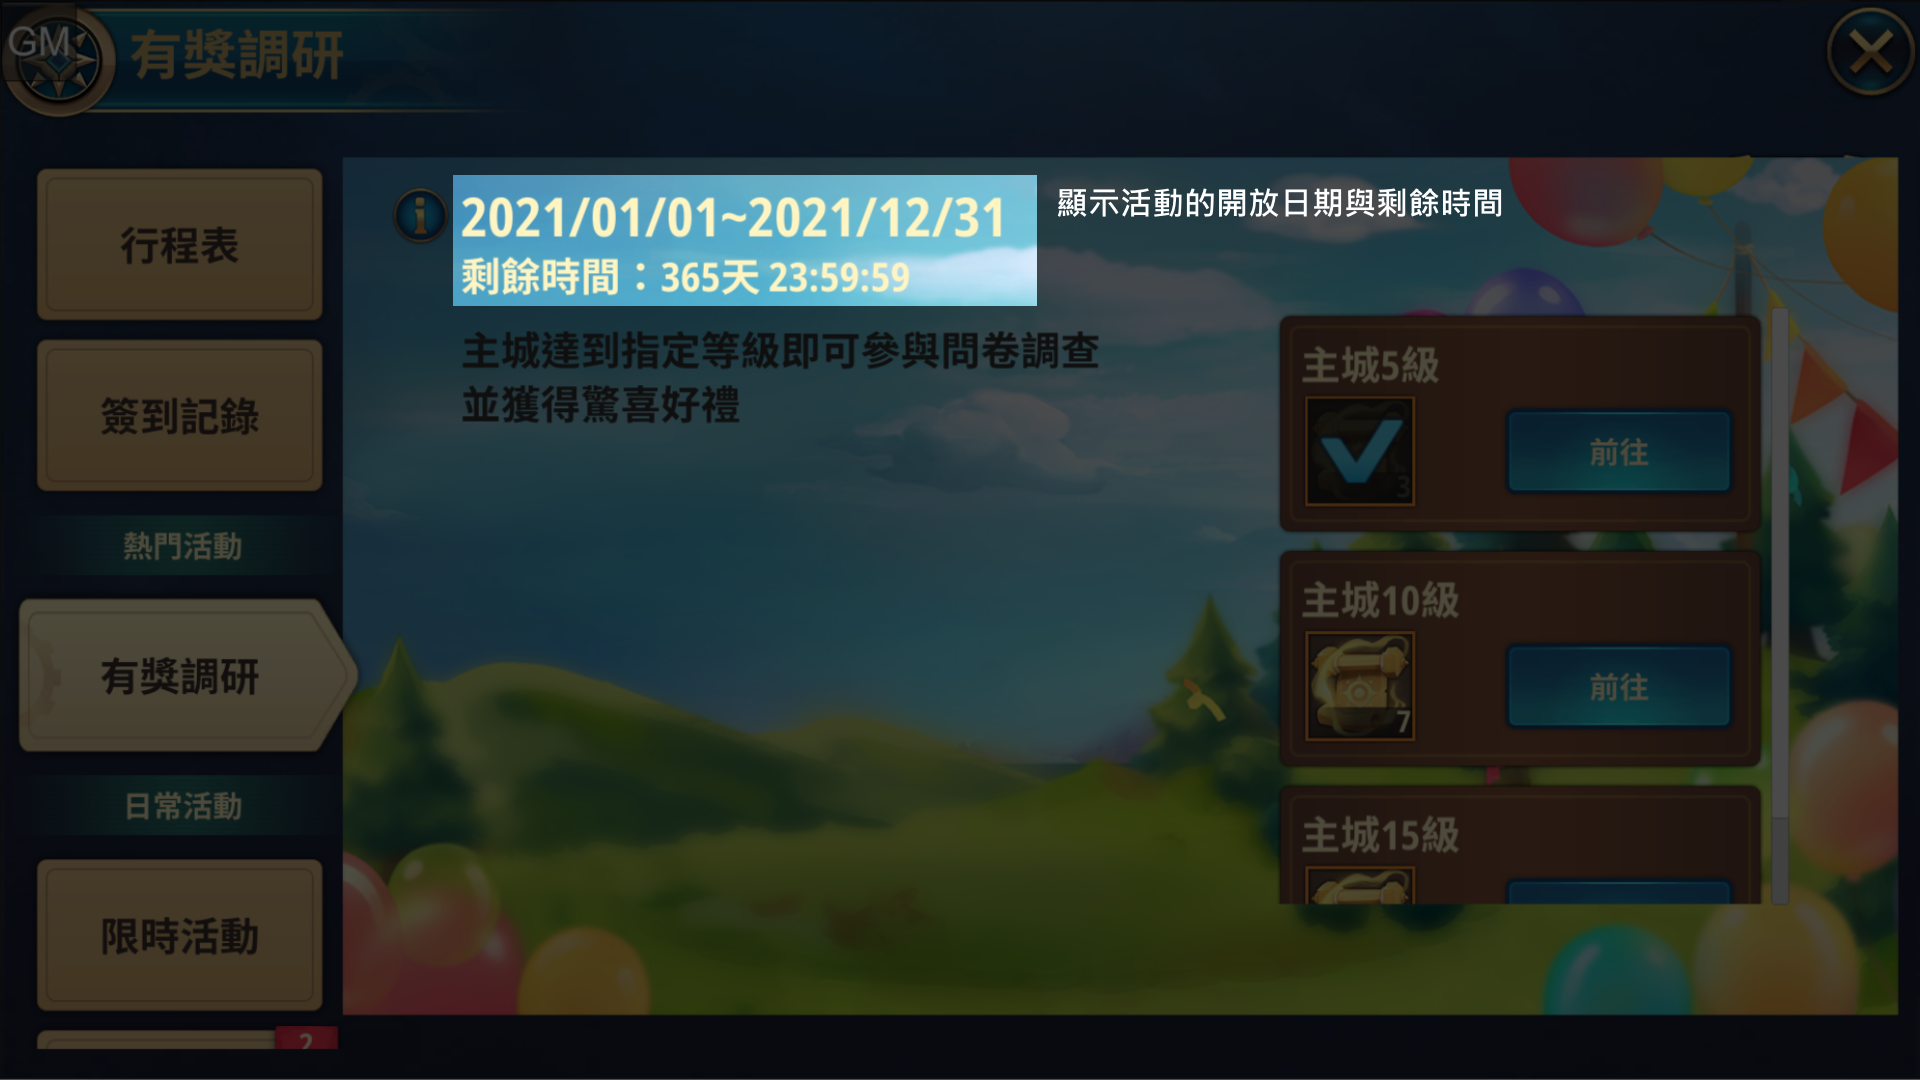 GM
有獎調研
行程表
簽到記錄
熱門活動
有獎調研
日常活動
限時活動
2
2021/01/01~2021/12/31
剩餘時間：365天 23:59:59
顯示活動的開放日期與剩餘時間
主城達到指定等級即可參與問卷調查
並獲得驚喜好禮
主城5級
3
前往
主城10級
7
前往
主城15級